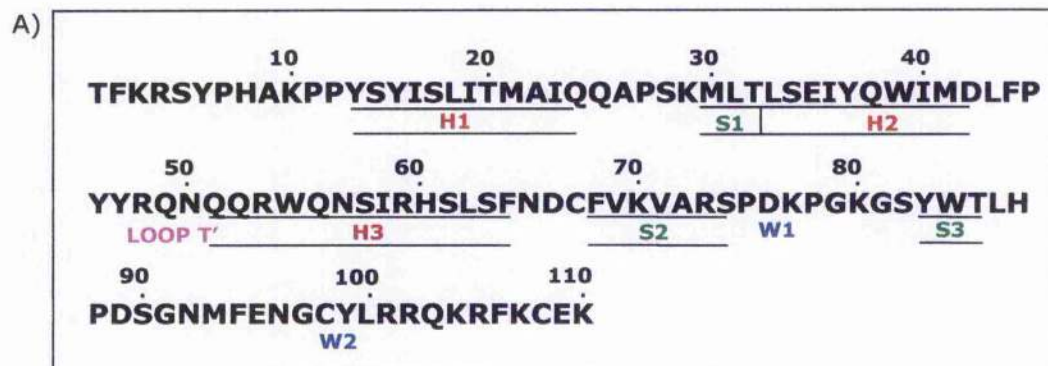 A)
10 20 30 40
TFKRSYPHAKPPYSYISLITMAIQQAPSKMLTLSEIYQWIMDLFP
H1 S1 H2
50 60 70 80
YYRQNQQRWQNSIRHSLSFNDCFVKVARSPDKPGKGSYWTLH
LOOP T′ H3 S2 W1 S3
90 100 110
PDSGNMFENGCYLRRQKRFKCEK
W2